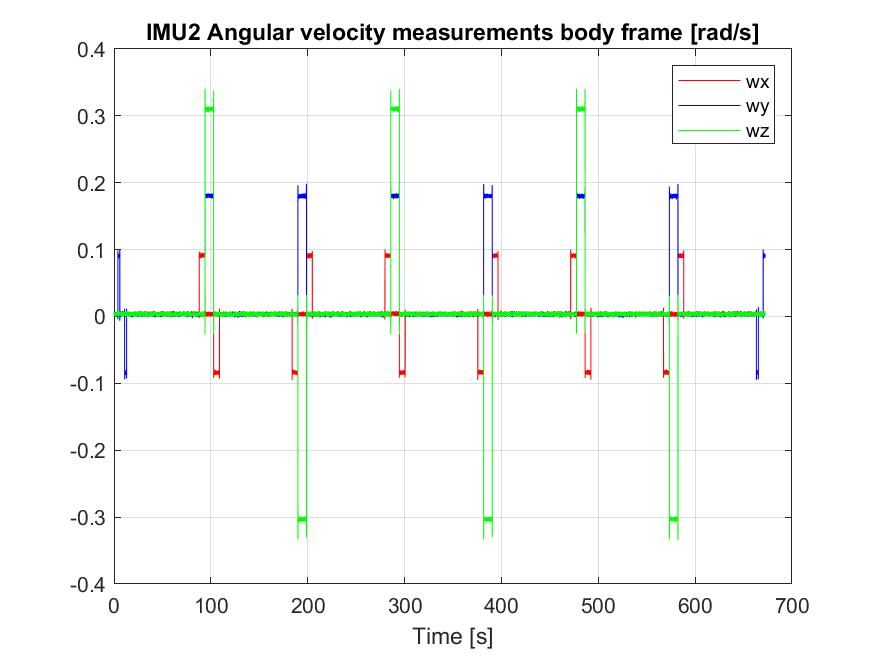 IMU2 Angular velocity measurements body frame [rad/s]
0.4
0.3
0.2
0.1
0
-0.1
-0.2
-0.3
-0.4
wx
wy
wz
0 100 200 300 400 500 600 700
Time [s]